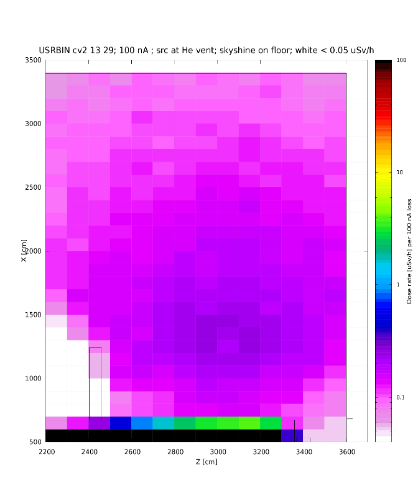 USRBIN cv2 13 29; 100 nA ; src at He vent; skyshine on floor; white < 0.05 uSv/h
3500
3000
2500
2000
1500
1000
500
X [cm]
2200 2400 2600 2800 3000 3200 3400 3600
Z [cm]
100
10
1
0.1
Dose rate [uSv/h] per 100 nA loss